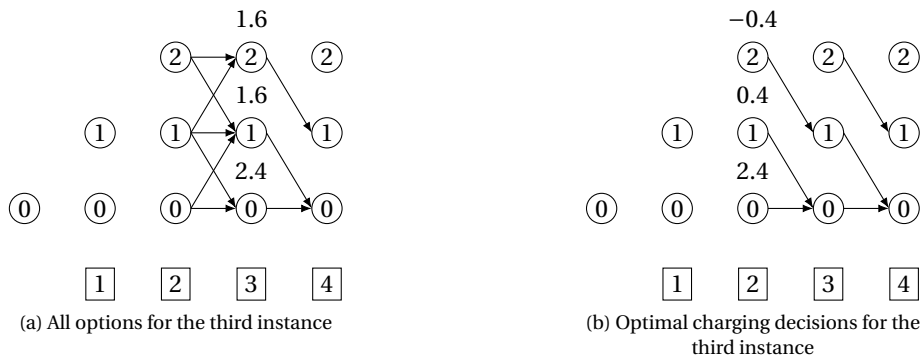 1.6
2 2 2
1.6
1 1 1
2.4
0 0 0 0 0
1 2 3 4
(a) All options for the third instance
−0.4
2 2 2
0.4
1 1 1 1
2.4
0 0 0 0 0
1 2 3 4
(b) Optimal charging decisions for the
third instance